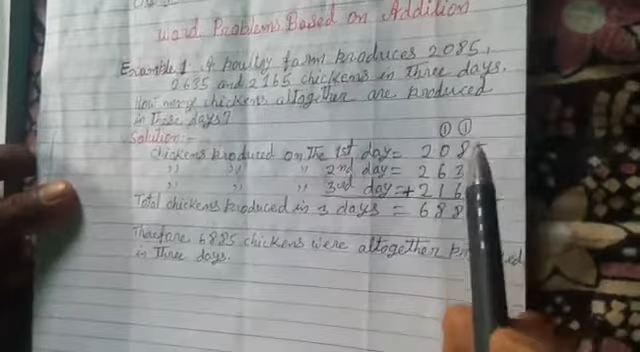 Word Problems Based on Addition
Example 1 A poultry farm produces 2085,
2635 and 2165 chickens in three days.
How many chickens altogether are produced
in these days?
Solution:-
① ①
Chickens produced on the 1st day = 208
,, ,, ,, 2nd day = 263
,, ,, ,, 3rd day = + 216
Total chickens produced in 3 days = 688
Therefore 6885 chickens were altogether
in three days.